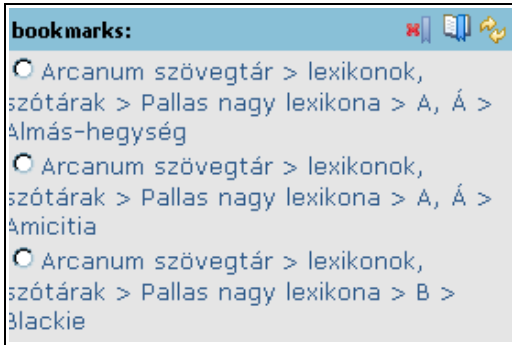 bookmarks:
Arcanum szövegtár > lexikonok,
szótárak > Pallas nagy lexikona > A, Á >
Almás-hegység
Arcanum szövegtár > lexikonok,
szótárak > Pallas nagy lexikona > A, Á >
Amicitia
Arcanum szövegtár > lexikonok,
szótárak > Pallas nagy lexikona > B >
Blackie